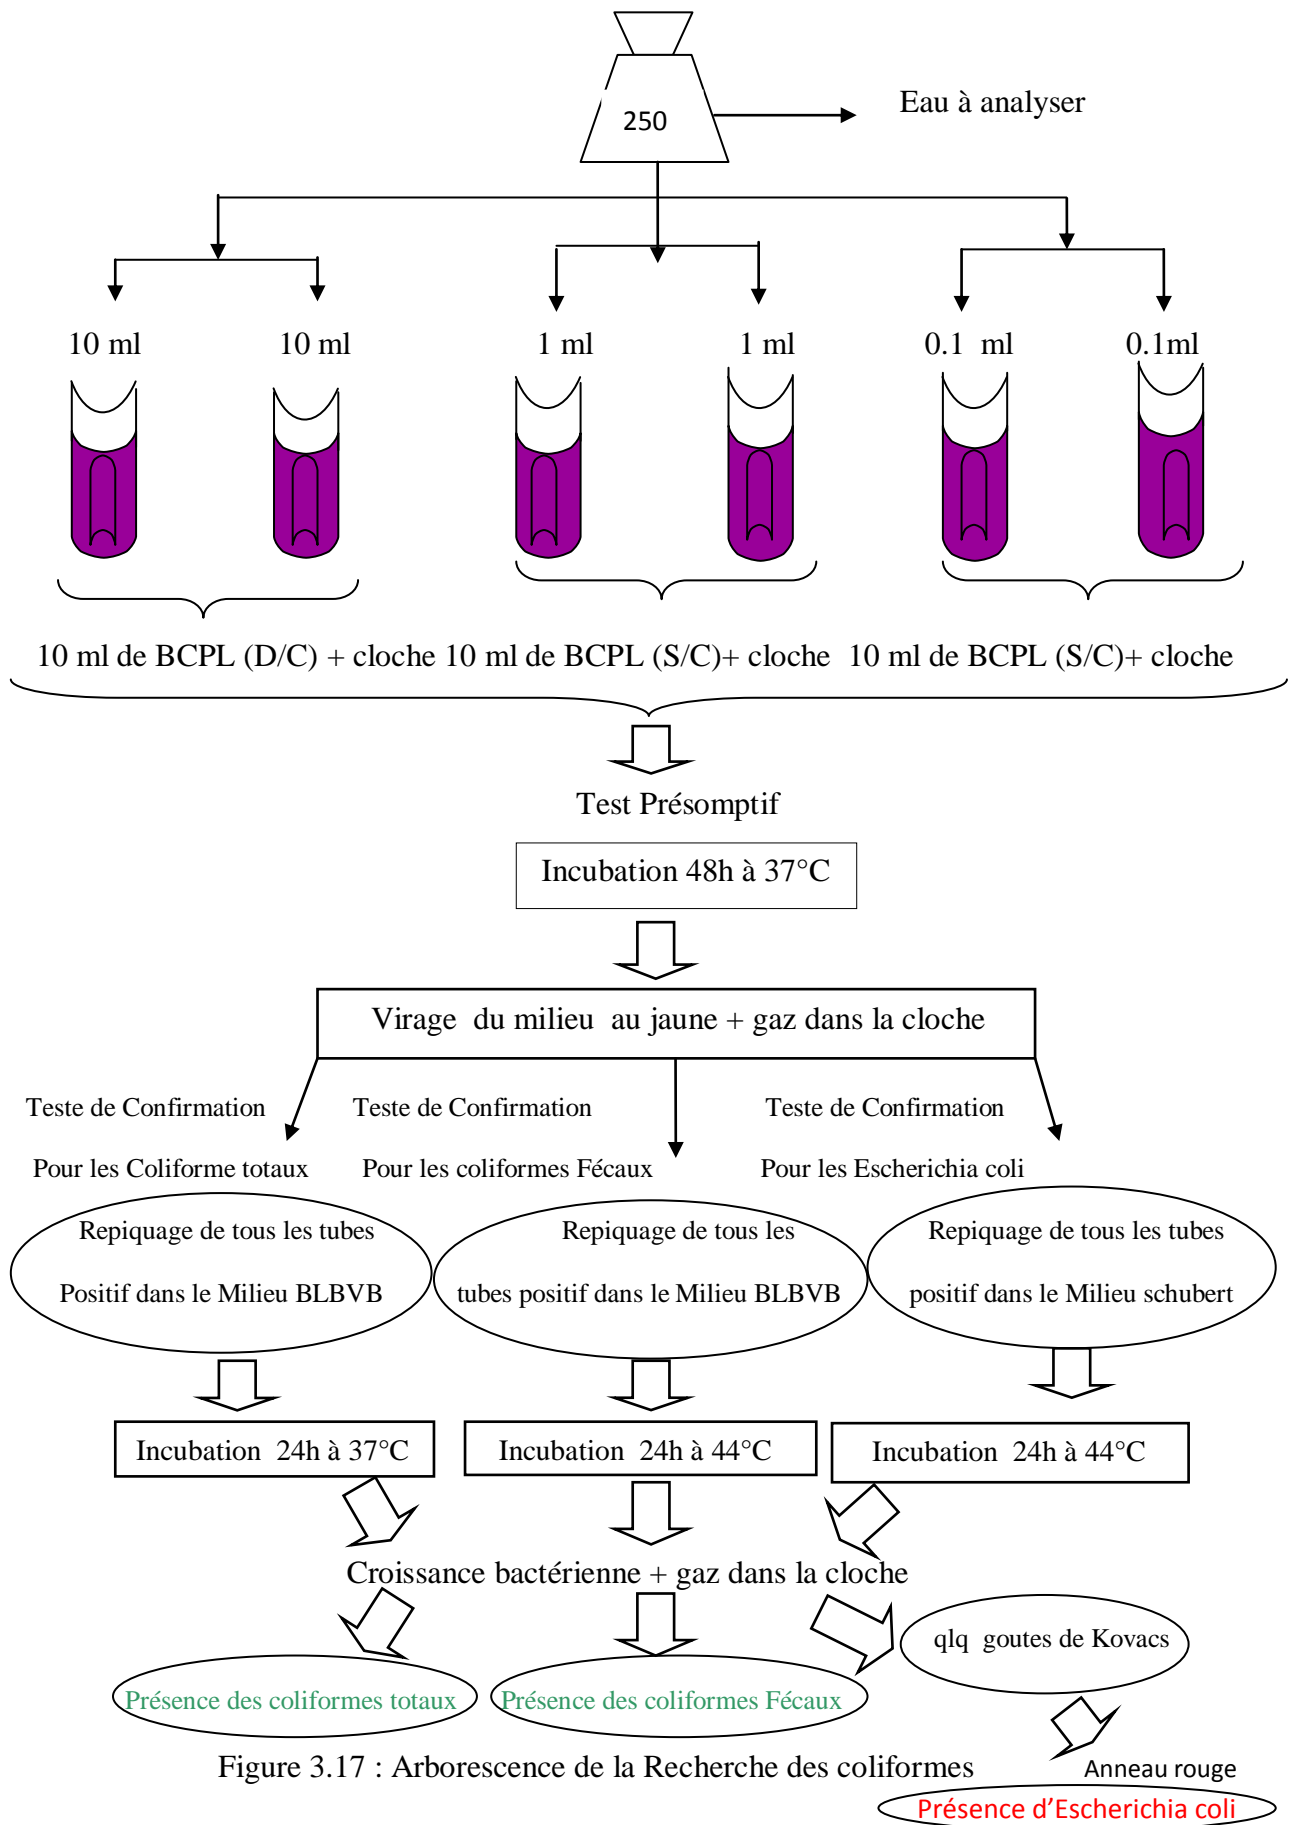 250
Eau à analyser
10 ml 10 ml 1 ml 1 ml 0.1 ml 0.1ml
10 ml de BCPL (D/C) + cloche 10 ml de BCPL (S/C)+ cloche 10 ml de BCPL (S/C)+ cloche
Test Présomptif
Incubation 48h à 37°C
Virage du milieu au jaune + gaz dans la cloche
Teste de Confirmation
Pour les Coliforme totaux
Teste de Confirmation
Pour les coliformes Fécaux
Teste de Confirmation
Pour les Escherichia coli
Repiquage de tous les tubes
Positif dans le Milieu BLBVB
Repiquage de tous les
tubes positif dans le Milieu BLBVB
Repiquage de tous les tubes
positif dans le Milieu schubert
Incubation 24h à 37°C
Incubation 24h à 44°C
Incubation 24h à 44°C
Croissance bactérienne + gaz dans la cloche
qlq goutes de Kovacs
Présence des coliformes totaux
Présence des coliformes Fécaux
Figure 3.17 : Arborescence de la Recherche des coliformes
Anneau rouge
Présence d’Escherichia coli